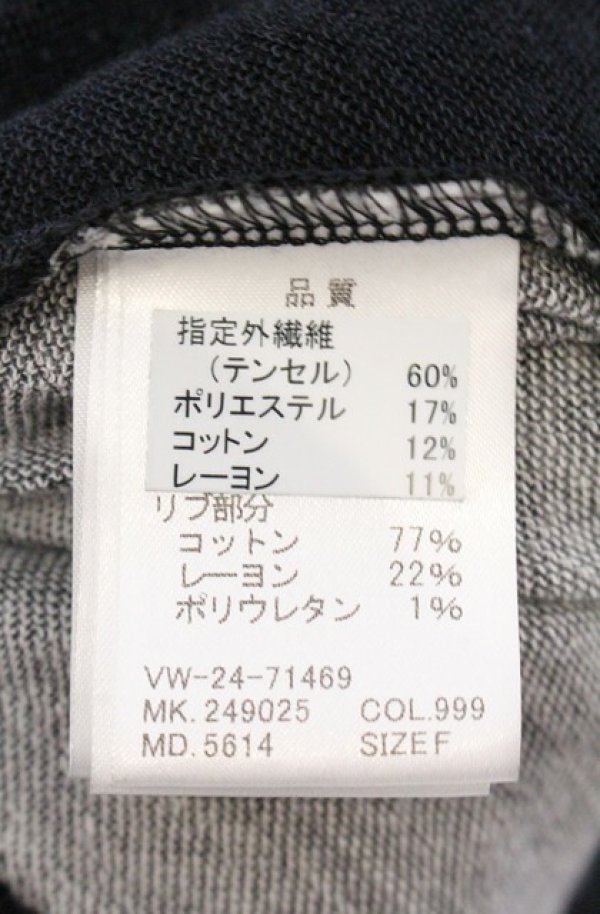 品質
指定外繊維
（テンセル） 60%
ポリエステル 17%
コットン 12%
レーヨン 11%
リブ部分
コットン 77%
レーヨン 22%
ポリウレタン 1%
VW-24-71469
MK.249025 COL.999
MD.5614 SIZE F